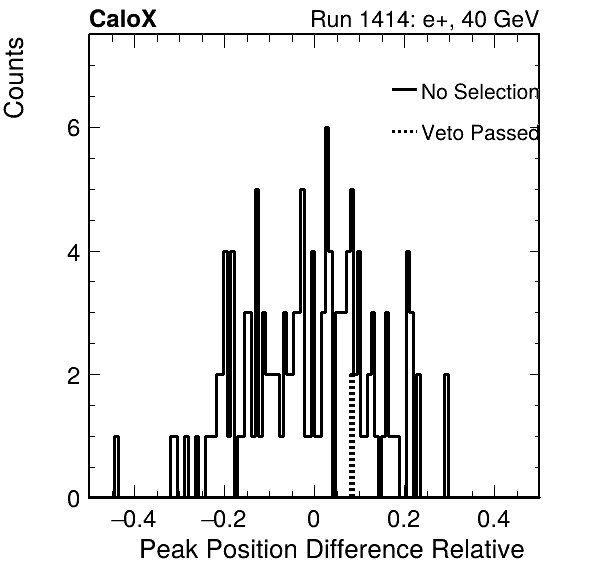 CaloX Run 1414: e+, 40 GeV
Counts
No Selection
Veto Passed
6
4
2
0
−0.4 −0.2 0 0.2 0.4
Peak Position Difference Relative